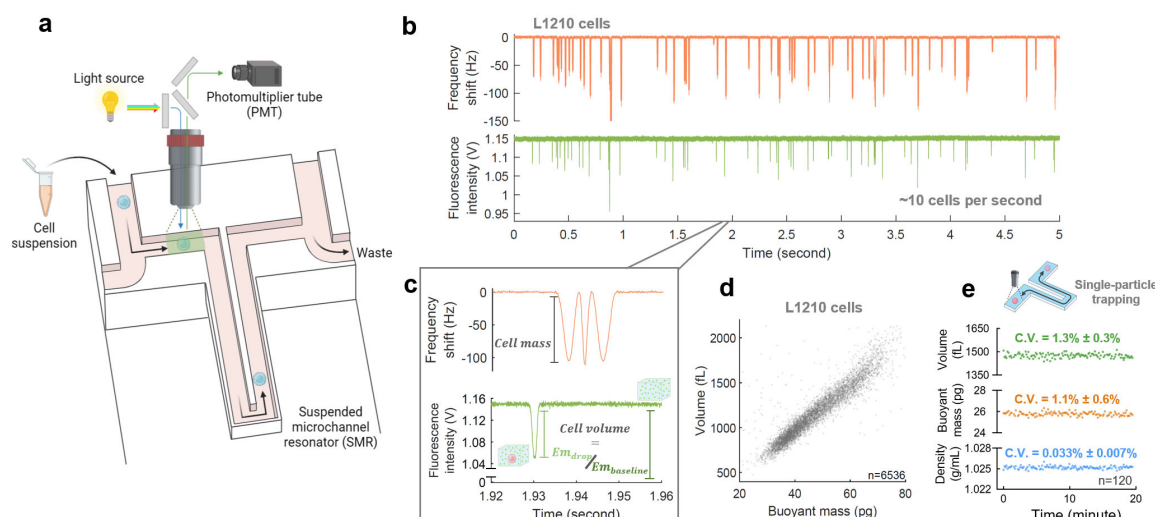 a
Light source
Photomultiplier tube
(PMT)
Cell
suspension
Waste
Suspended
microchannel
resonator (SMR)
b
L1210 cells
Frequency
shift (Hz)
0
-50
-100
-150
Fluorescence
intensity (V)
1.15
1.15
1.05
0.95
~10 cells per second
0 0.5 1 1.5 2 2.5 3 3.5 4 4.5 5
Time (second)
c
Frequency
shift (Hz)
0
-50
-100
Cell mass
Fluorescence
intensity (V)
1.16
1.12
1.08
1.04
0
0
Cell volume
=
Em drop / Em baseline
1.92 1.93 1.94 1.95 1.96
Time (second)
d
L1210 cells
Volume (fL)
2000
1500
1000
500
n=6536
20 40 60 80
Buoyant mass (pg)
e
Single-particle
trapping
Volume
(fL)
1650
1500
1350
C.V. = 1.3% ± 0.3%
Buoyant
mass (pg)
28
26
24
C.V. = 1.1% ± 0.6%
Density
(g/mL)
1.028
1.025
1.022
C.V. = 0.033% ± 0.007%
n=120
0 10 20
Time (minute)